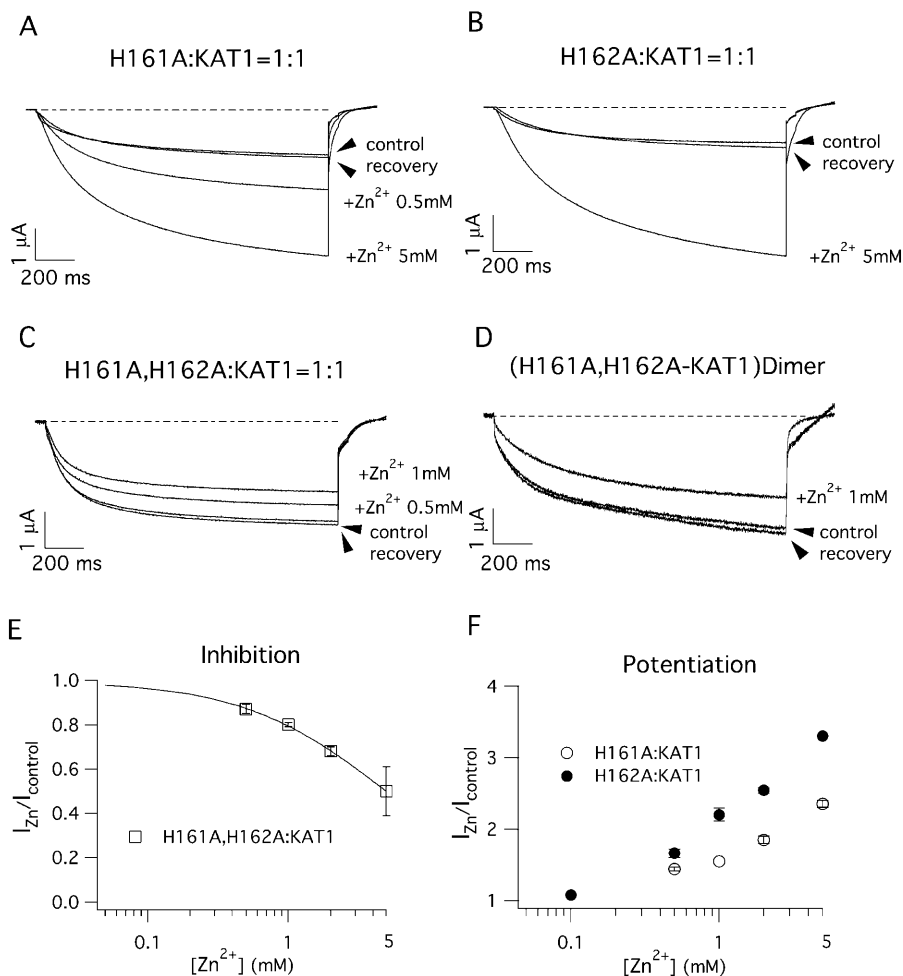 A
H161A:KAT1=1:1
control
recovery
+Zn2+ 0.5mM
+Zn2+ 5mM
1 μA
200 ms
B
H162A:KAT1=1:1
control
recovery
+Zn2+ 5mM
1 μA
200 ms
C
H161A,H162A:KAT1=1:1
+Zn2+ 1mM
+Zn2+ 0.5mM
control
recovery
1 μA
200 ms
D
(H161A,H162A-KAT1)Dimer
+Zn2+ 1mM
control
recovery
1 μA
200 ms
E
Inhibition
1.0
0.8
0.6
0.4
0.2
0.0
IZn/Icontrol
H161A,H162A:KAT1
0.1
1
5
[Zn2+] (mM)
F
Potentiation
4
3
2
1
IZn/Icontrol
H161A:KAT1
H162A:KAT1
0.1
1
5
[Zn2+] (mM)